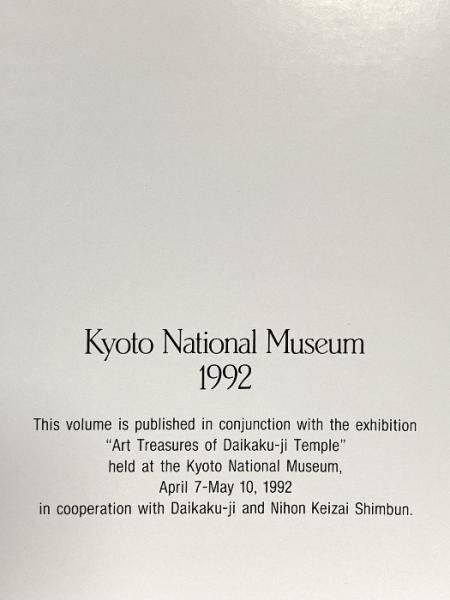 Kyoto National Museum
1992
This volume is published in conjunction with the exhibition
“Art Treasures of Daikaku-ji Temple”
held at the Kyoto National Museum,
April 7-May 10, 1992
in cooperation with Daikaku-ji and Nihon Keizai Shimbun.